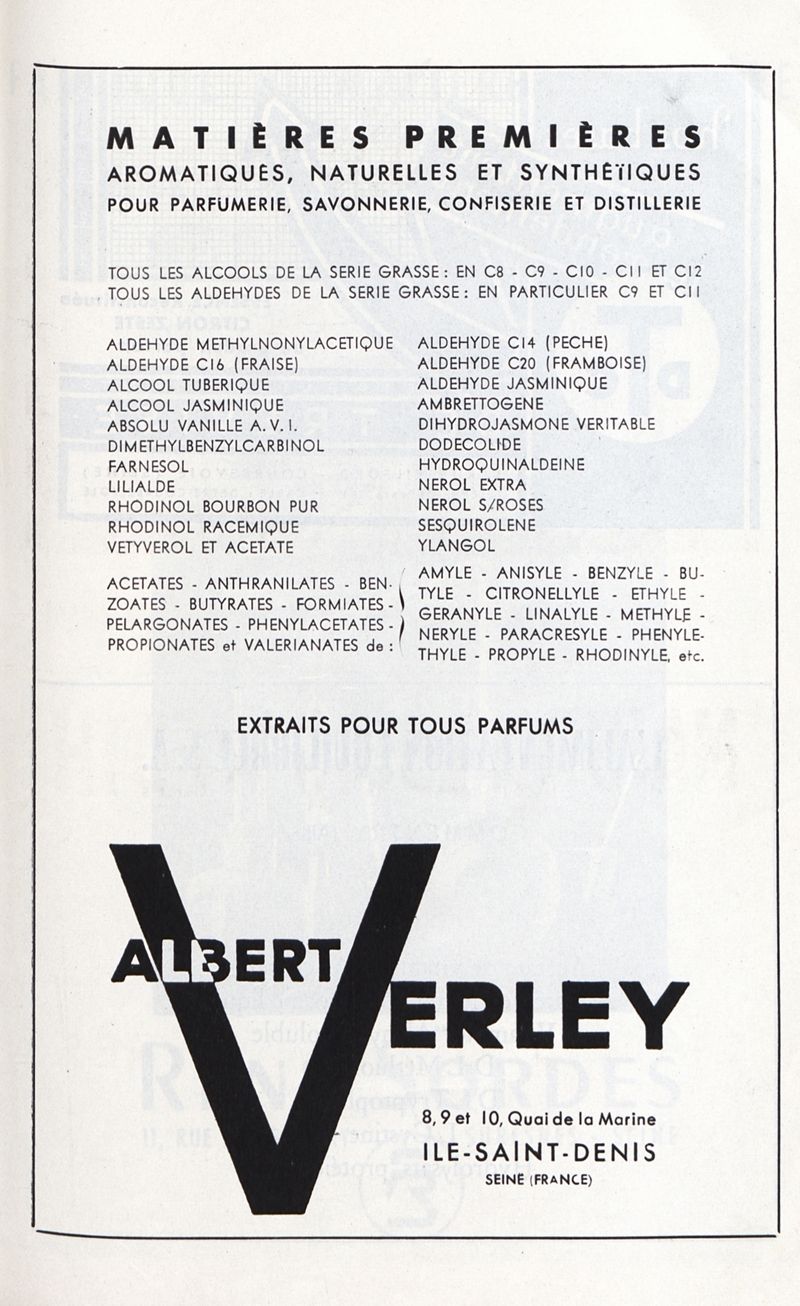 MATIÈRES PREMIÈRES
AROMATIQUES, NATURELLES ET SYNTHÉTIQUES
POUR PARFUMERIE, SAVONNERIE, CONFISERIE ET DISTILLERIE
TOUS LES ALCOOLS DE LA SERIE GRASSE : EN C8 - C9 - C10 - C11 ET C12
TOUS LES ALDEHYDES DE LA SERIE GRASSE : EN PARTICULIER C9 ET C11
ALDEHYDE METHYLNONYLACETIQUE
ALDEHYDE C16 (FRAISE)
ALCOOL TUBERIQUE
ALCOOL JASMINIQUE
ABSOLU VANILLE A.V.I.
DIMETHYLBENZYLCARBINOL
FARNESOL
LILIALDE
RHODINOL BOURBON PUR
RHODINOL RACEMIQUE
VETYVEROL ET ACETATE
ALDEHYDE C14 (PECHE)
ALDEHYDE C20 (FRAMBOISE)
ALDEHYDE JASMINIQUE
AMBRETTOGENE
DIHYDROJASMONE VERITABLE
DODECOLIDE
HYDROQUINALDEINE
NEROL EXTRA
NEROL S/ROSES
SESQUIROLENE
YLANGOL
ACETATES - ANTHRANILATES - BEN-
ZOATES - BUTYRATES - FORMIATES -
PELARGONATES - PHENYLACETATES -
PROPIONATES et VALERIANATES de :
AMYLE - ANISYLE - BENZYLE - BU-
TYLE - CITRONELLYLE - ETHYLE -
GERANYLE - LINALYLE - METHYLE -
NERYLE - PARACRESYLE - PHENYLE-
THYLE - PROPYLE - RHODINYLE, etc.
EXTRAITS POUR TOUS PARFUMS
ALBERT
VERLEY
8, 9 et 10, Quai de la Marine
ILE-SAINT-DENIS
SEINE (FRANCE)